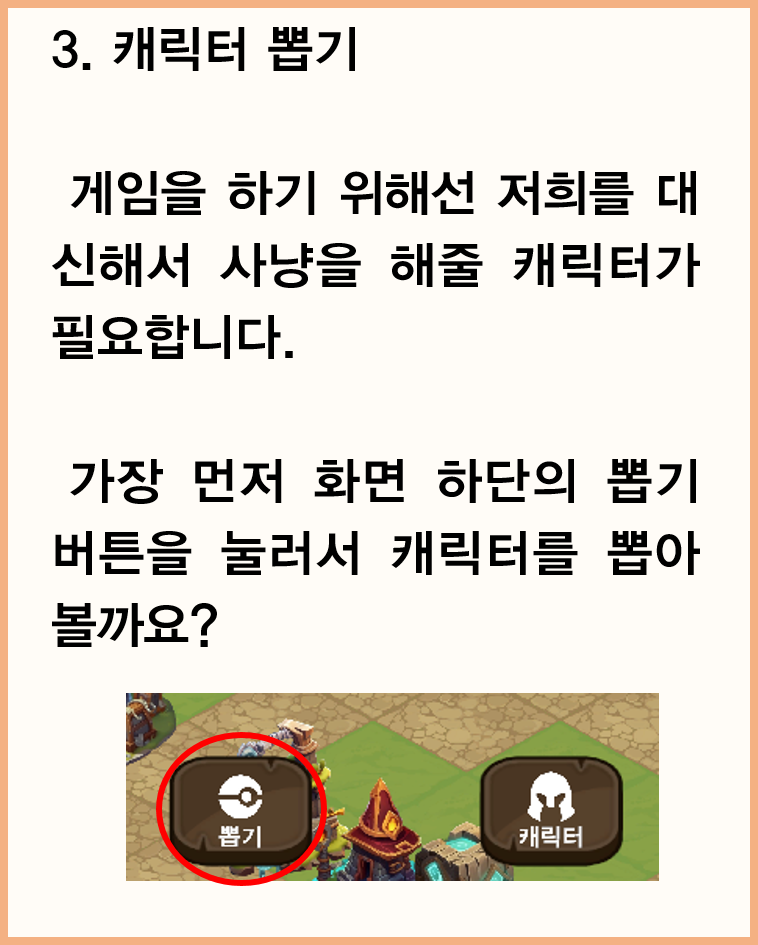 3. 캐릭터 뽑기
게임을 하기 위해선 저희를 대
신해서 사냥을 해줄 캐릭터가
필요합니다.
가장 먼저 화면 하단의 뽑기
버튼을 눌러서 캐릭터를 뽑아
볼까요?
뽑기
캐릭터